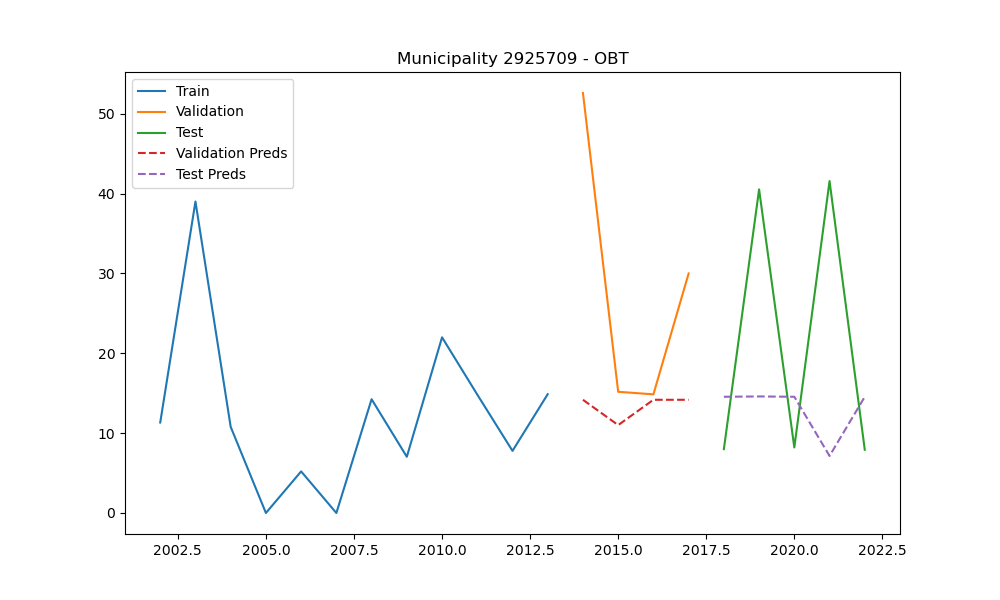 Municipality 2925709 - OBT
Train
Validation
Test
Validation Preds
Test Preds
50
40
30
20
10
0
2002.5 2005.0 2007.5 2010.0 2012.5 2015.0 2017.5 2020.0 2022.5